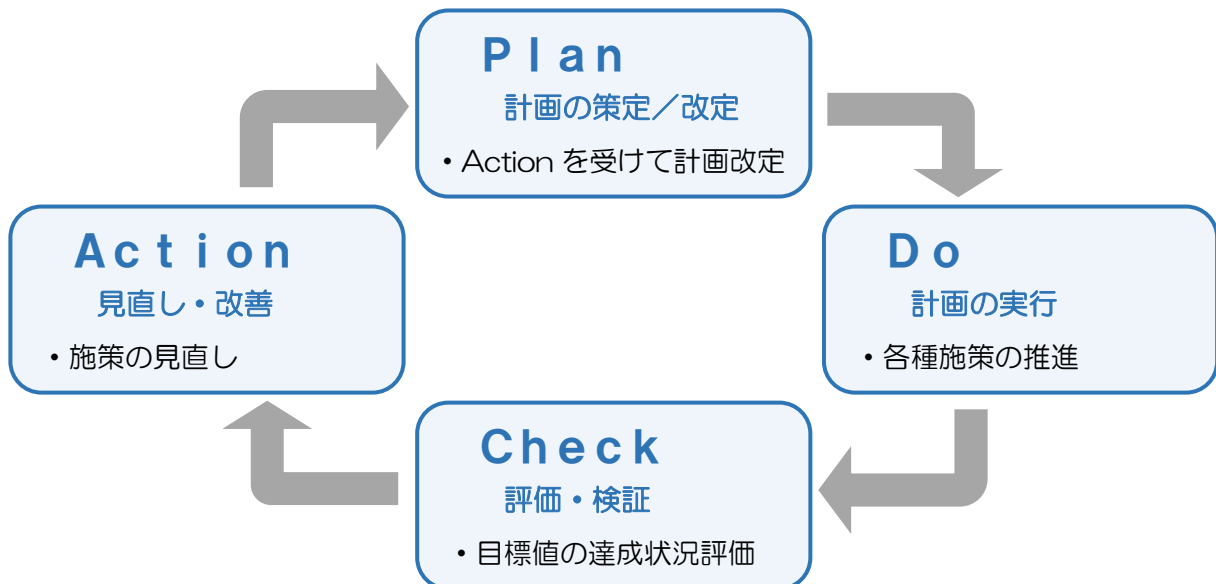 Plan
計画の策定／改定
・Action を受けて計画改定
Do
計画の実行
・各種施策の推進
Check
評価・検証
・目標値の達成状況評価
Action
見直し・改善
・施策の見直し